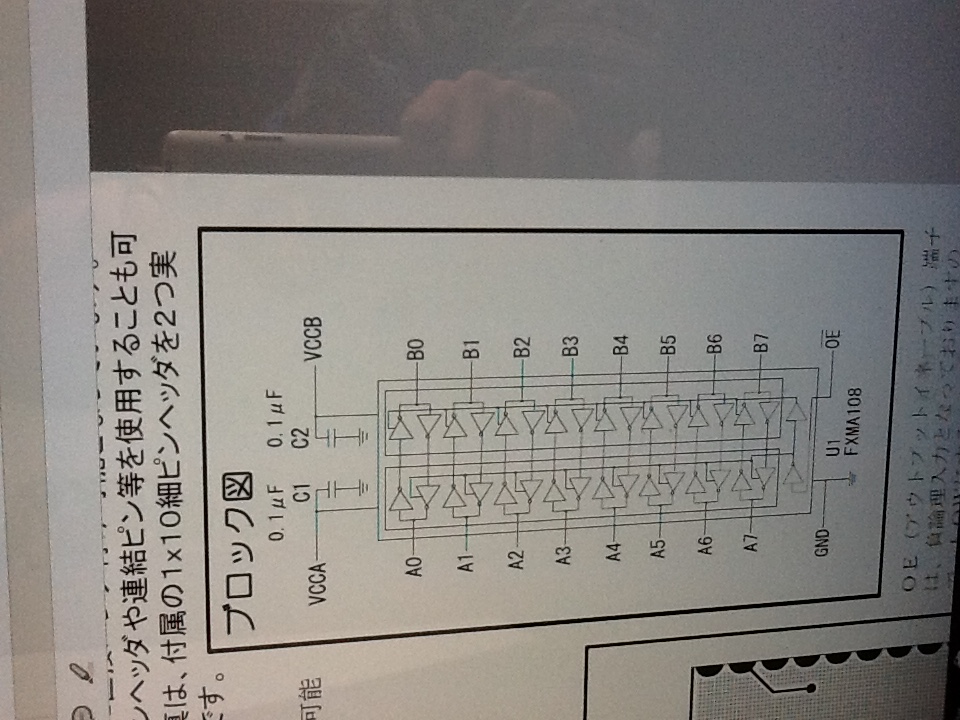 ンヘッダや連結ピン等を使用することも可
真は、付属の1x10細ピンヘッダを2つ実
です。
可能
ブロック図
0.1μF 0.1μF
C1 C2
VCCA VCCB
A0 B0
A1 B1
A2 B2
A3 B3
A4 B4
A5 B5
A6 B6
A7 B7
GND OE
U1
FXMA108
OE (アウトプットイネーブル) 端子
は、負論理入力となっておりますの